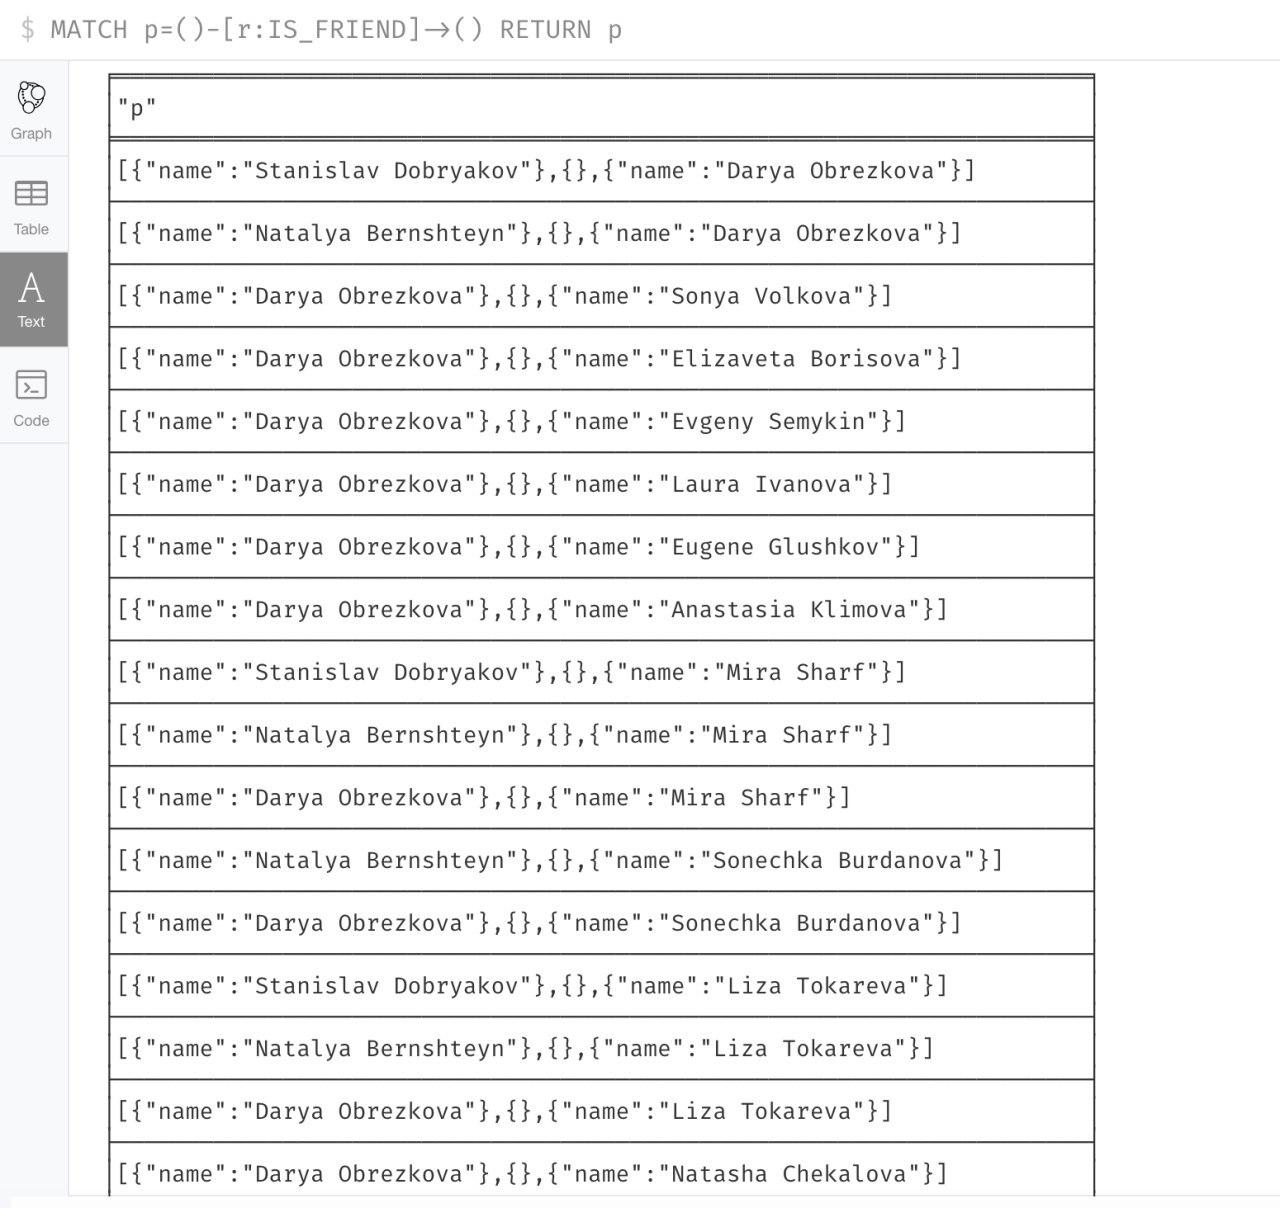 $ MATCH p=()-[r:IS_FRIEND]→() RETURN p
Graph
Table
Text
Code
"p"
[{"name":"Stanislav Dobryakov"},{},{"name":"Darya Obrezkova"}]
[{"name":"Natalya Bernshteyn"},{},{"name":"Darya Obrezkova"}]
[{"name":"Darya Obrezkova"},{},{"name":"Sonya Volkova"}]
[{"name":"Darya Obrezkova"},{},{"name":"Elizaveta Borisova"}]
[{"name":"Darya Obrezkova"},{},{"name":"Evgeny Semykin"}]
[{"name":"Darya Obrezkova"},{},{"name":"Laura Ivanova"}]
[{"name":"Darya Obrezkova"},{},{"name":"Eugene Glushkov"}]
[{"name":"Darya Obrezkova"},{},{"name":"Anastasia Klimova"}]
[{"name":"Stanislav Dobryakov"},{},{"name":"Mira Sharf"}]
[{"name":"Natalya Bernshteyn"},{},{"name":"Mira Sharf"}]
[{"name":"Darya Obrezkova"},{},{"name":"Mira Sharf"}]
[{"name":"Natalya Bernshteyn"},{},{"name":"Sonechka Burdanova"}]
[{"name":"Darya Obrezkova"},{},{"name":"Sonechka Burdanova"}]
[{"name":"Stanislav Dobryakov"},{},{"name":"Liza Tokareva"}]
[{"name":"Natalya Bernshteyn"},{},{"name":"Liza Tokareva"}]
[{"name":"Darya Obrezkova"},{},{"name":"Liza Tokareva"}]
[{"name":"Darya Obrezkova"},{},{"name":"Natasha Chekalova"}]